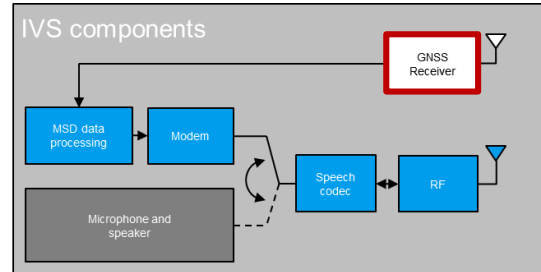 IVS components
GNSS
Receiver
MSD data
processing
Modem
Speech
codec
RF
Microphone and
speaker